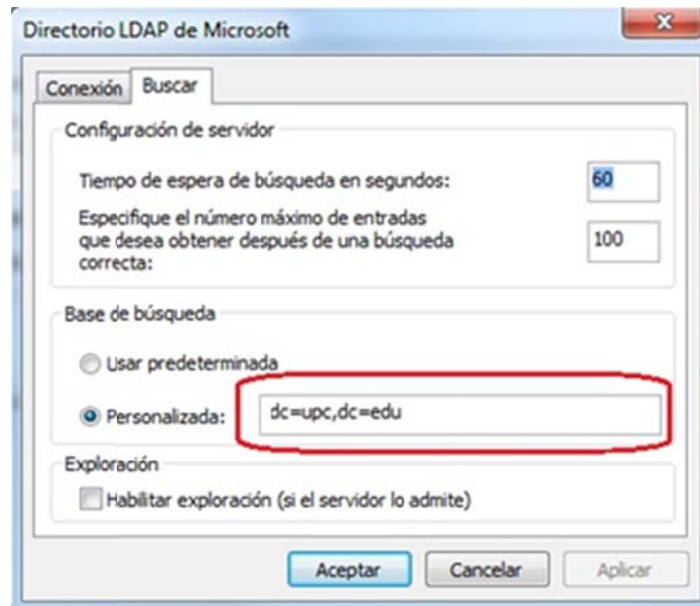 Directorio LDAP de Microsoft
Conexión
Buscar
Configuración de servidor
Tiempo de espera de búsqueda en segundos:
60
Especifique el número máximo de entradas
que desea obtener después de una búsqueda
correcta:
100
Base de búsqueda
Usar predeterminada
Personalizada:
dc=upc,dc=edu
Exploración
Habilitar exploración (si el servidor lo admite)
Aceptar
Cancelar
Aplicar